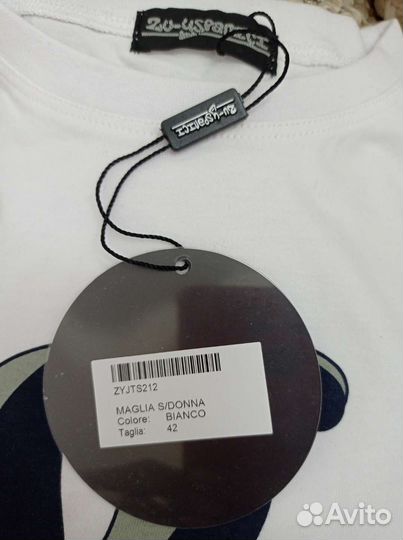 ZYJTS212
MAGLIA S/DONNA
Colore: BIANCO
Taglia: 42
Avito